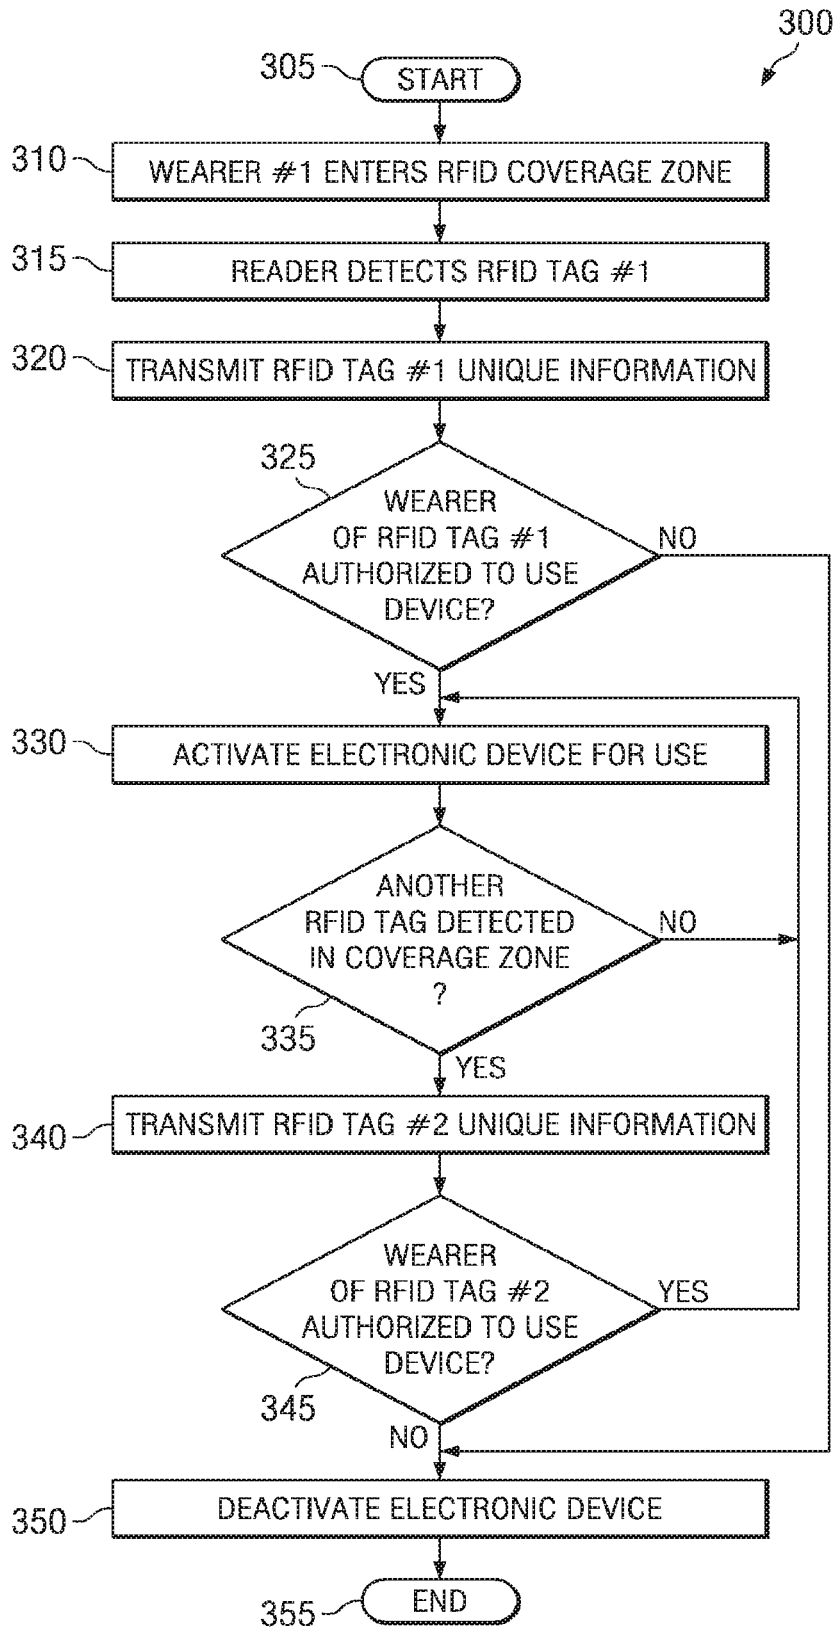 300
305
START
310
WEARER #1 ENTERS RFID COVERAGE ZONE
315
READER DETECTS RFID TAG #1
320
TRANSMIT RFID TAG #1 UNIQUE INFORMATION
325
WEARER
OF RFID TAG #1
AUTHORIZED TO USE
DEVICE?
NO
YES
330
ACTIVATE ELECTRONIC DEVICE FOR USE
ANOTHER
RFID TAG DETECTED
IN COVERAGE ZONE
?
NO
335
YES
340
TRANSMIT RFID TAG #2 UNIQUE INFORMATION
WEARER
OF RFID TAG #2
AUTHORIZED TO USE
DEVICE?
YES
345
NO
350
DEACTIVATE ELECTRONIC DEVICE
355
END